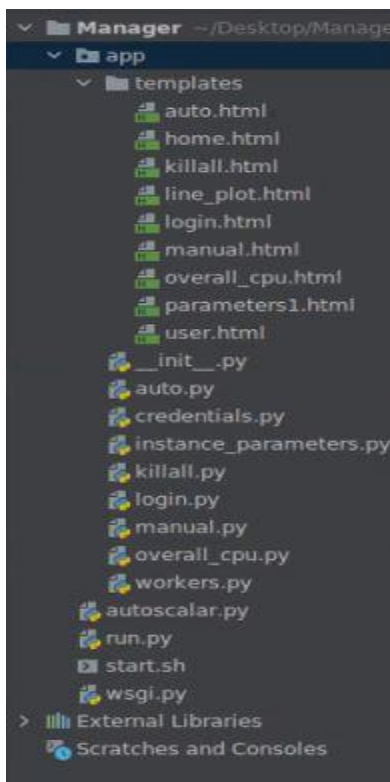 Manager ~/Desktop/Manage
app
templates
auto.html
home.html
killall.html
line_plot.html
login.html
manual.html
overall_cpu.html
parameters1.html
user.html
__init__.py
auto.py
credentials.py
instance_parameters.py
killall.py
login.py
manual.py
overall_cpu.py
workers.py
autoscalar.py
run.py
start.sh
wsgi.py
External Libraries
Scratches and Consoles